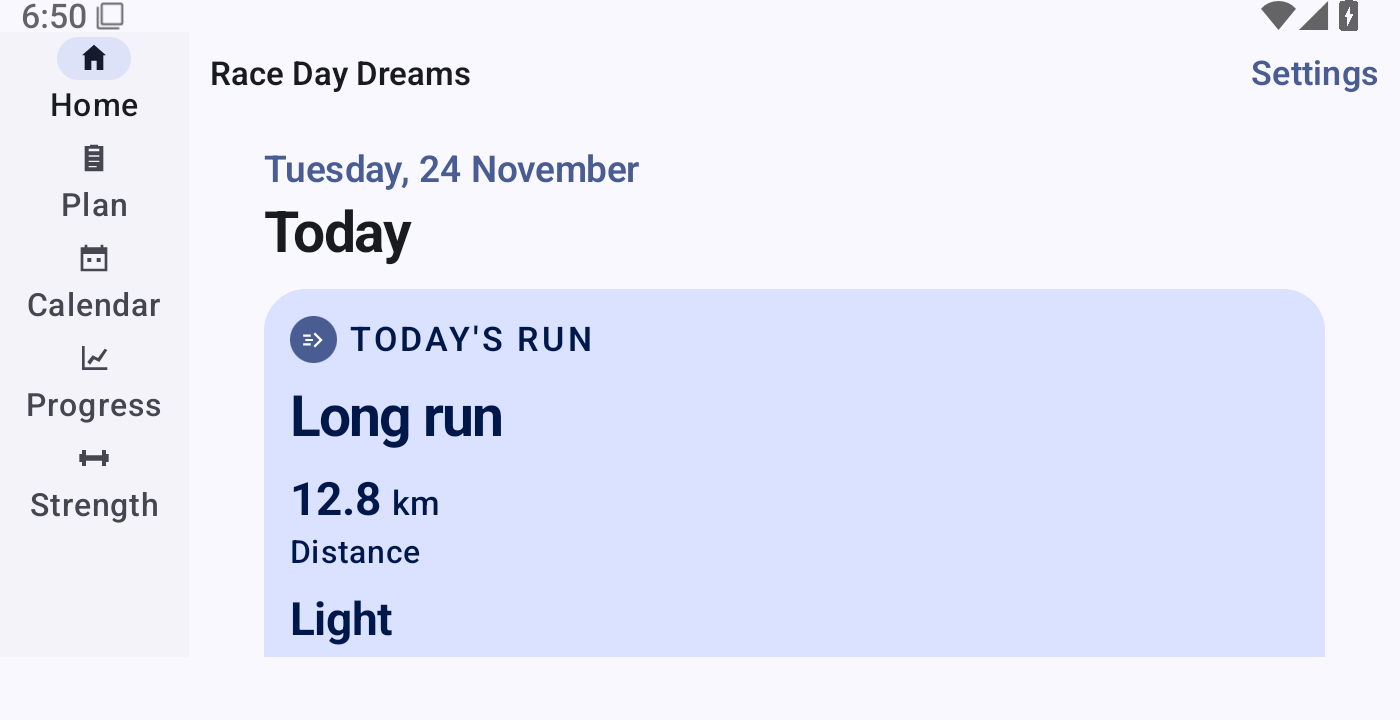 6:50
Home
Plan
Calendar
Progress
Strength
Race Day Dreams
Settings
Tuesday, 24 November
Today
TODAY'S RUN
Long run
12.8 km
Distance
Light